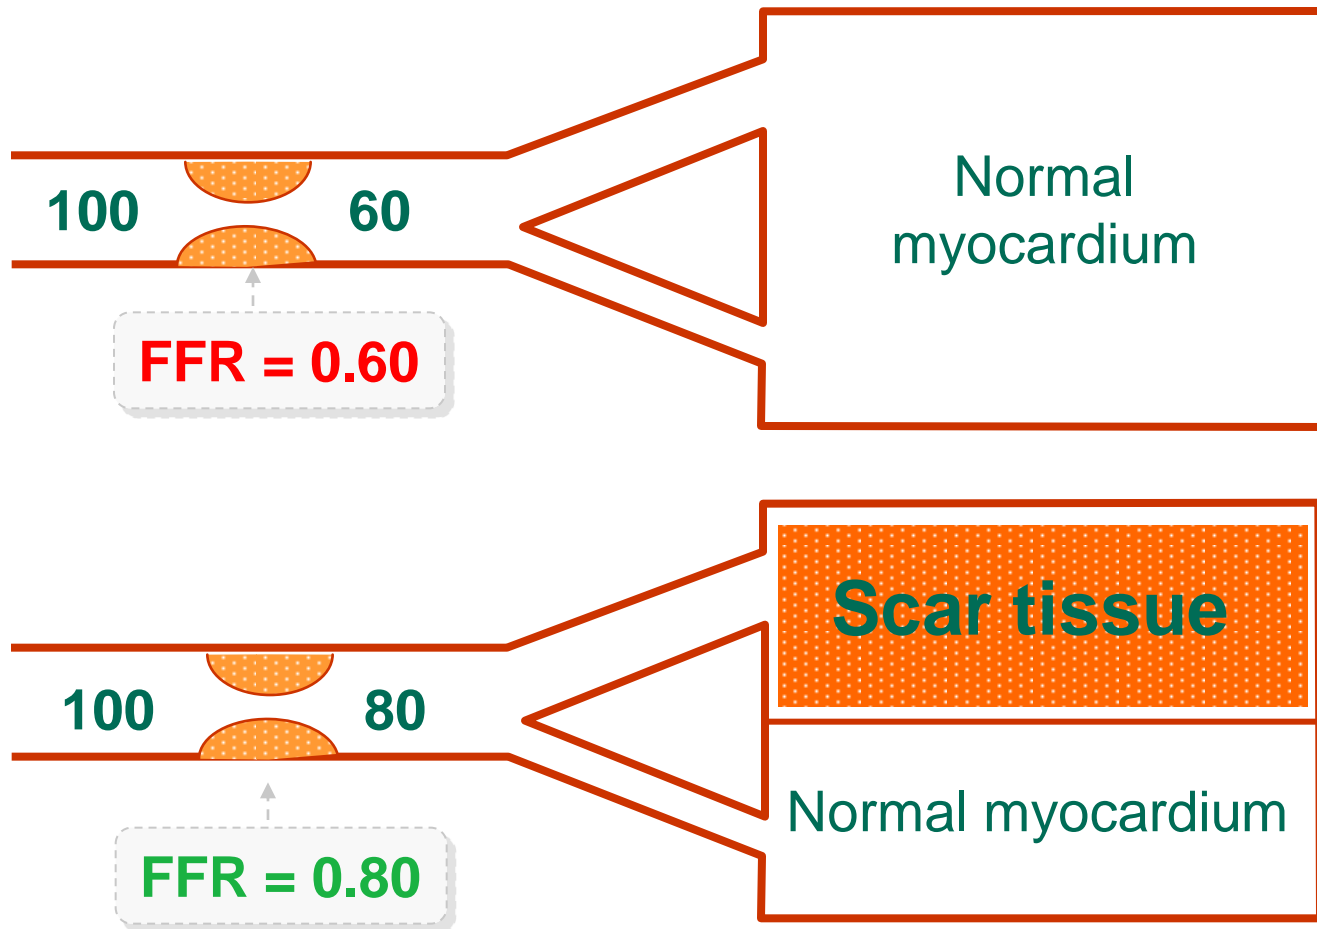 Normal
myocardium
100 60
FFR = 0.60
Scar tissue
100 80
Normal myocardium
FFR = 0.80